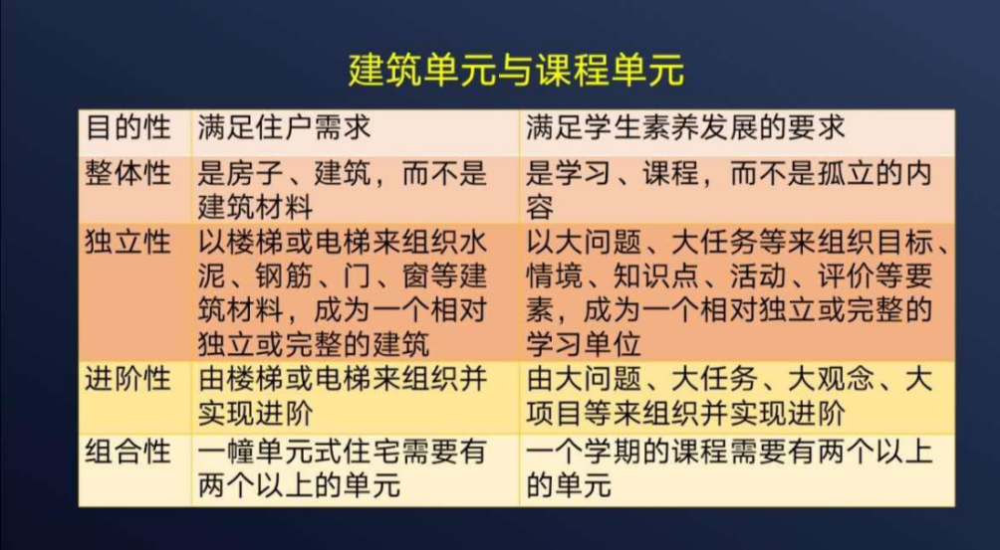 建筑单元与课程单元
目的性 满足住户需求 满足学生素养发展的要求
整体性 是房子、建筑，而不是 是学习、课程，而不是孤立的内
建筑材料 容
独立性 以楼梯或电梯来组织水 以大问题、大任务等来组织目标、
泥、钢筋、门、窗等建 情境、知识点、活动、评价等要
筑材料，成为一个相对 素，成为一个相对独立或完整的
独立或完整的建筑 学习单位
进阶性 由楼梯或电梯来组织并 由大问题、大任务、大观念、大
实现进阶 项目等来组织并实现进阶
组合性 一幢单元式住宅需要有 一个学期的课程需要有两个以上
两个以上的单元 的单元